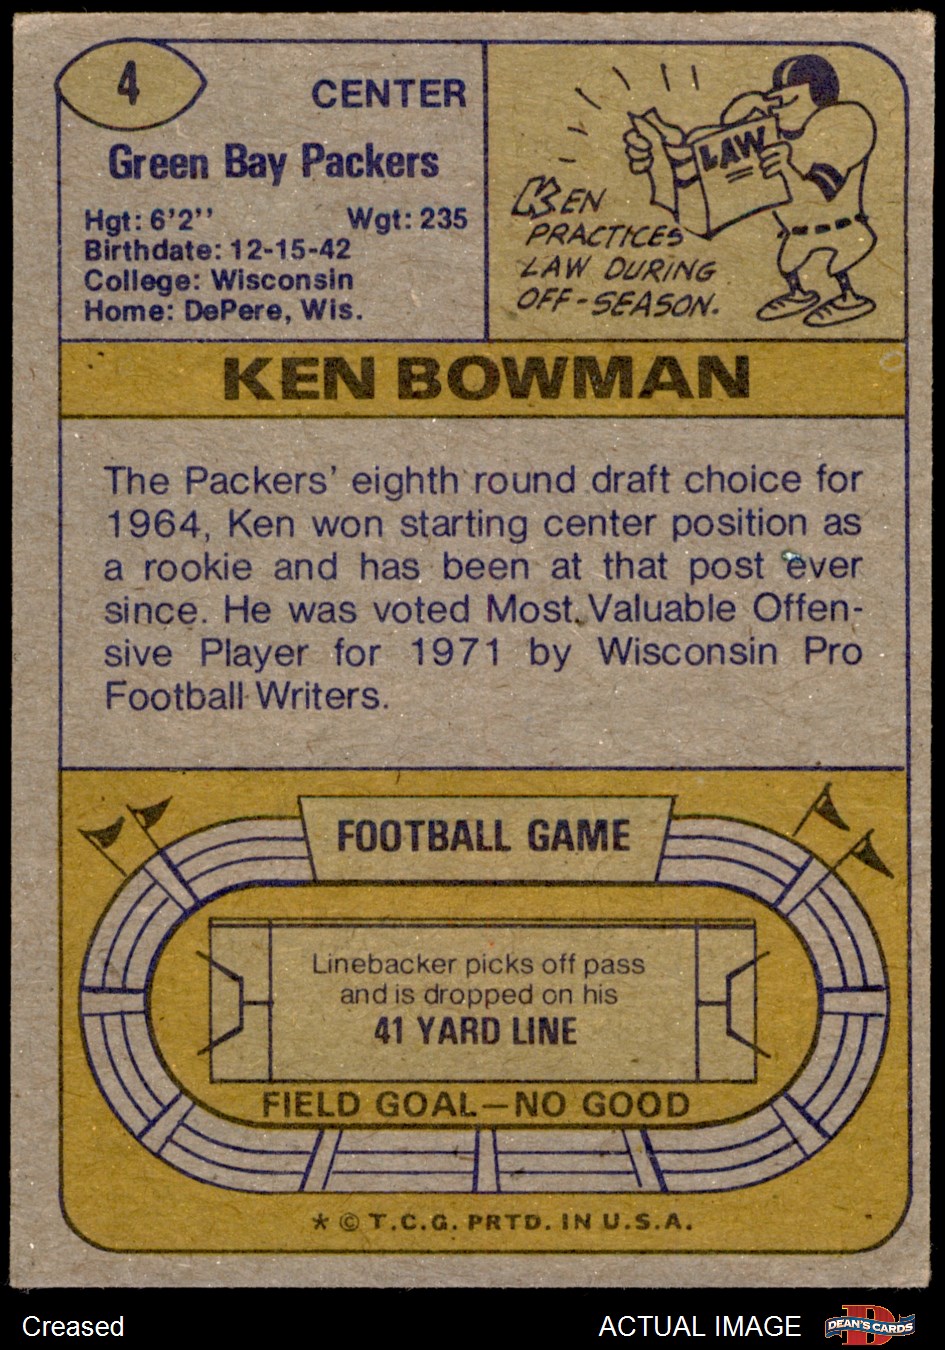 4
CENTER
Green Bay Packers
Hgt: 6'2'' Wgt: 235
Birthdate: 12-15-42
College: Wisconsin
Home: DePere, Wis.
LAW
KEN
PRACTICES
LAW DURING
OFF-SEASON.
KEN BOWMAN
The Packers' eighth round draft choice for
1964, Ken won starting center position as
a rookie and has been at that post ever
since. He was voted Most Valuable Offen-
sive Player for 1971 by Wisconsin Pro
Football Writers.
FOOTBALL GAME
Linebacker picks off pass
and is dropped on his
41 YARD LINE
FIELD GOAL—NO GOOD
* © T.C.G. PRTD. IN U.S.A.
Creased
ACTUAL IMAGE
D
DEAN'S CARDS